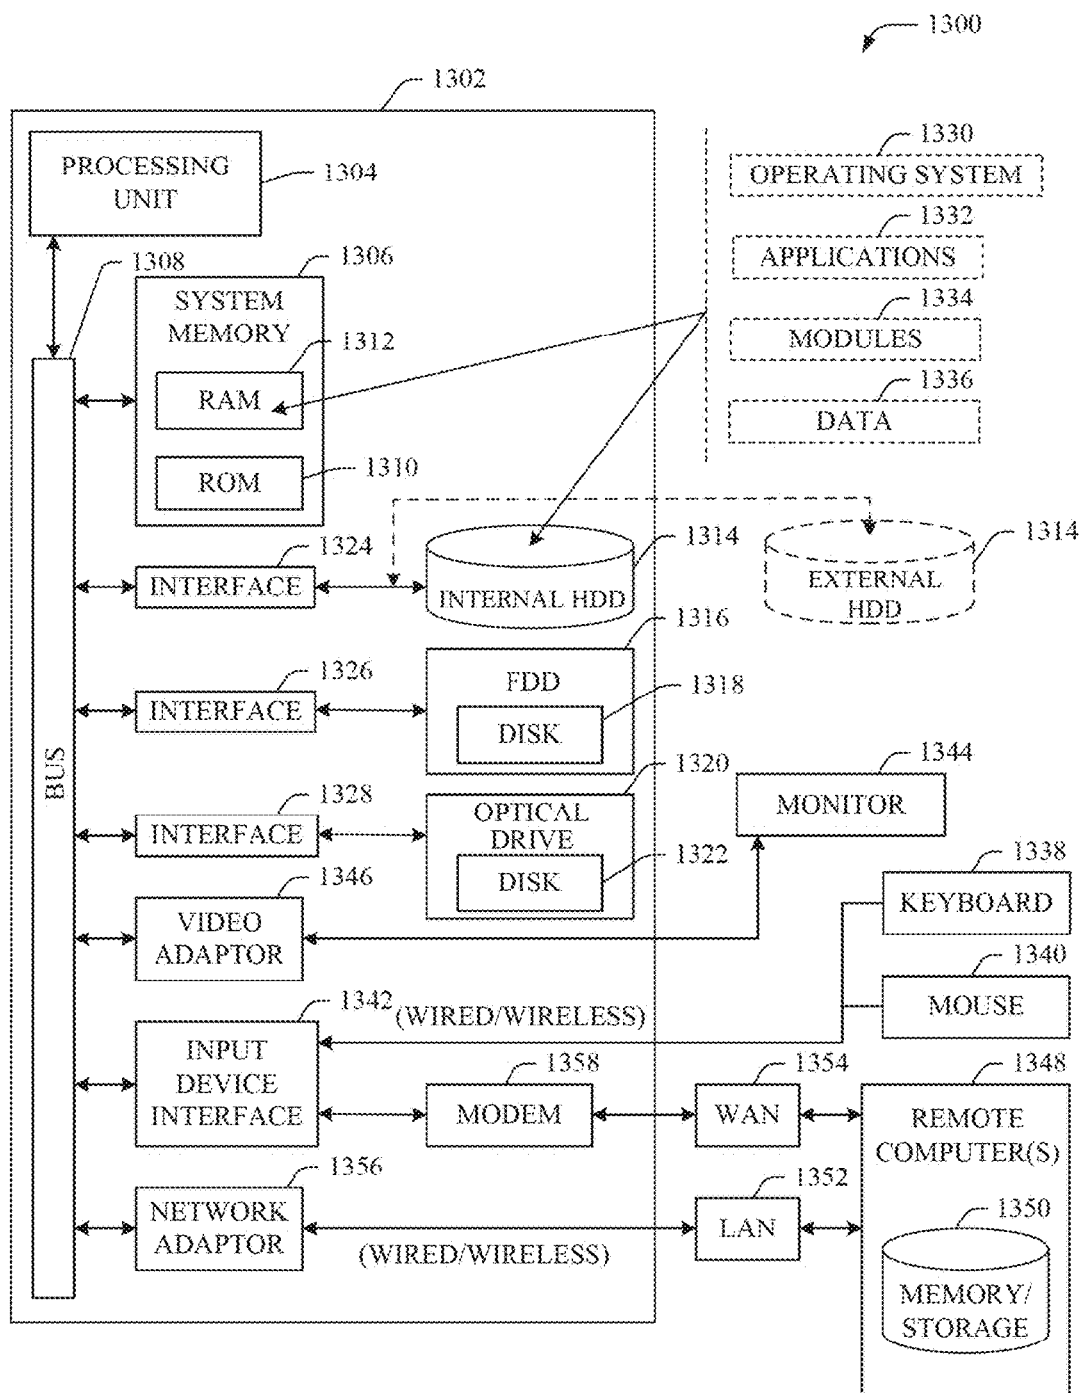 1300
1302
PROCESSING
UNIT
1304
1308
1306
SYSTEM
MEMORY
1312
RAM
1310
ROM
1330
OPERATING SYSTEM
1332
APPLICATIONS
1334
MODULES
1336
DATA
1324
INTERFACE
1314
INTERNAL HDD
1314
EXTERNAL
HDD
1316
1326
INTERFACE
FDD
1318
DISK
BUS
1320
1328
INTERFACE
OPTICAL
DRIVE
1322
DISK
1344
MONITOR
1346
VIDEO
ADAPTOR
1338
KEYBOARD
1340
MOUSE
1342
(WIRED/WIRELESS)
INPUT
DEVICE
INTERFACE
1358
MODEM
1354
WAN
1348
REMOTE
COMPUTER(S)
1356
NETWORK
ADAPTOR
(WIRED/WIRELESS)
1352
LAN
1350
MEMORY/
STORAGE